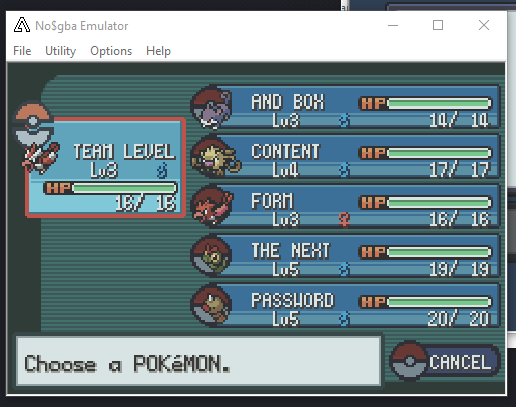 No$gba Emulator
File Utility Options Help
TEAM LEVEL
Lv3
HP
16/ 16
AND BOX
HP
Lv3
14/ 14
CONTENT
HP
Lv4
17/ 17
FORM
HP
Lv3
16/ 16
THE NEXT
HP
Lv5
19/ 19
PASSWORD
HP
Lv5
20/ 20
Choose a POKéMON.
CANCEL